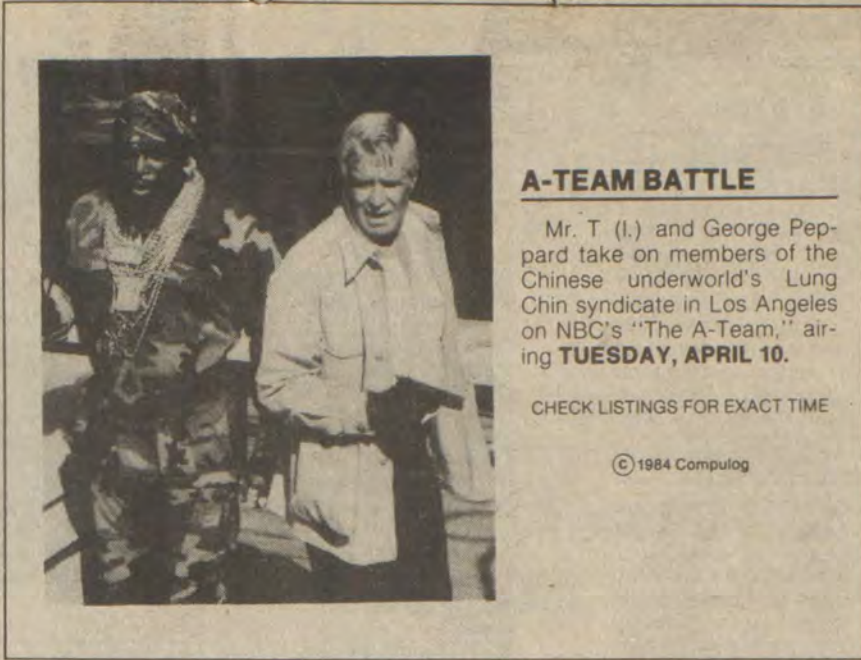 A-TEAM BATTLE
Mr. T (l.) and George Pep-
pard take on members of the
Chinese underworld's Lung
Chin syndicate in Los Angeles
on NBC's "The A-Team," air-
ing TUESDAY, APRIL 10.
CHECK LISTINGS FOR EXACT TIME
©1984 Compulog